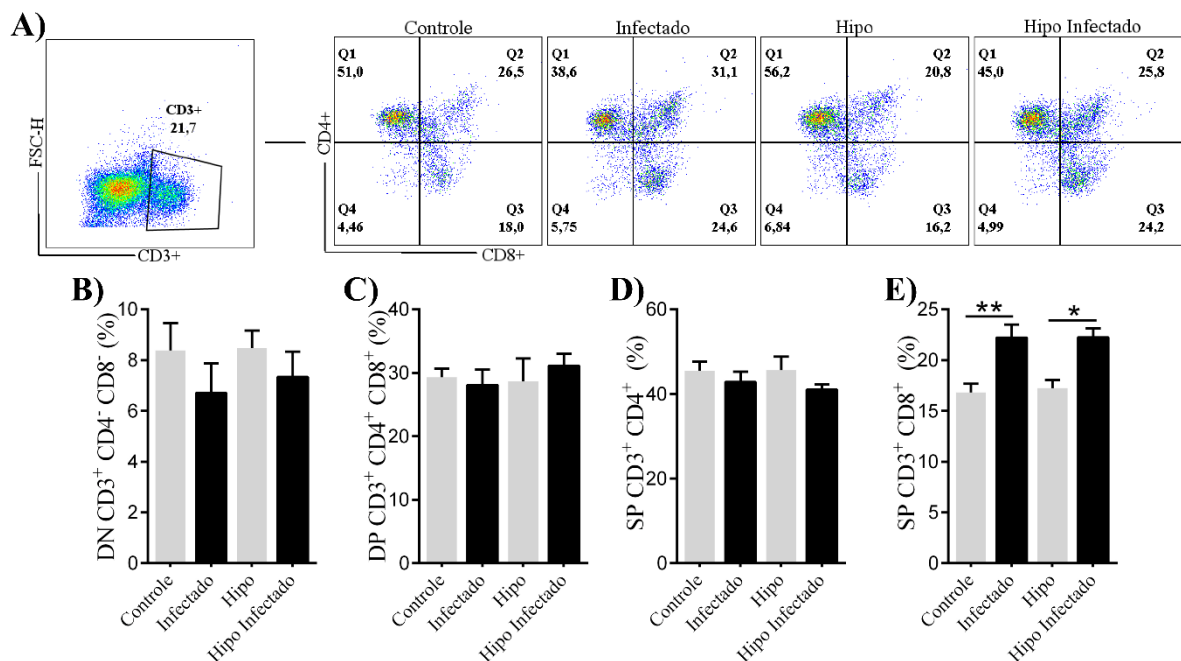 A)
FSC-H
CD3+
21,7
CD3+
CD4+
CD8+
Controle
Q1
51,0
Q2
26,5
Q4
4,46
Q3
18,0
Infectado
Q1
38,6
Q2
31,1
Q4
5,75
Q3
24,6
Hipo
Q1
56,2
Q2
20,8
Q4
6,84
Q3
16,2
Hipo Infectado
Q1
45,0
Q2
25,8
Q4
4,99
Q3
24,2
B)
DN CD3⁺ CD4⁻ CD8⁻ (%)
10
8
6
4
2
0
Controle
Infectado
Hipo
Hipo Infectado
C)
DP CD3⁺ CD4⁺ CD8⁺ (%)
40
30
20
10
0
Controle
Infectado
Hipo
Hipo Infectado
D)
SP CD3⁺ CD4⁺ (%)
60
40
20
0
Controle
Infectado
Hipo
Hipo Infectado
E)
SP CD3⁺ CD8⁺ (%)
25
20
15
10
5
0
**
*
Controle
Infectado
Hipo
Hipo Infectado